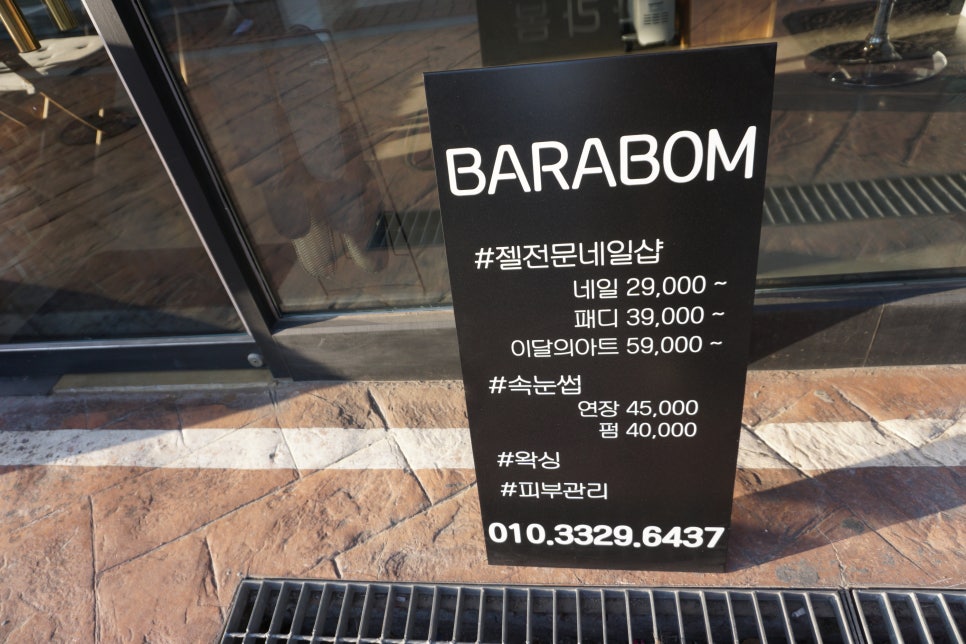 BARABOM
#젤전문네일샵
네일 29,000 ~
패디 39,000 ~
이달의아트 59,000 ~
#속눈썹
연장 45,000
펌 40,000
#왁싱
#피부관리
010.3329.6437